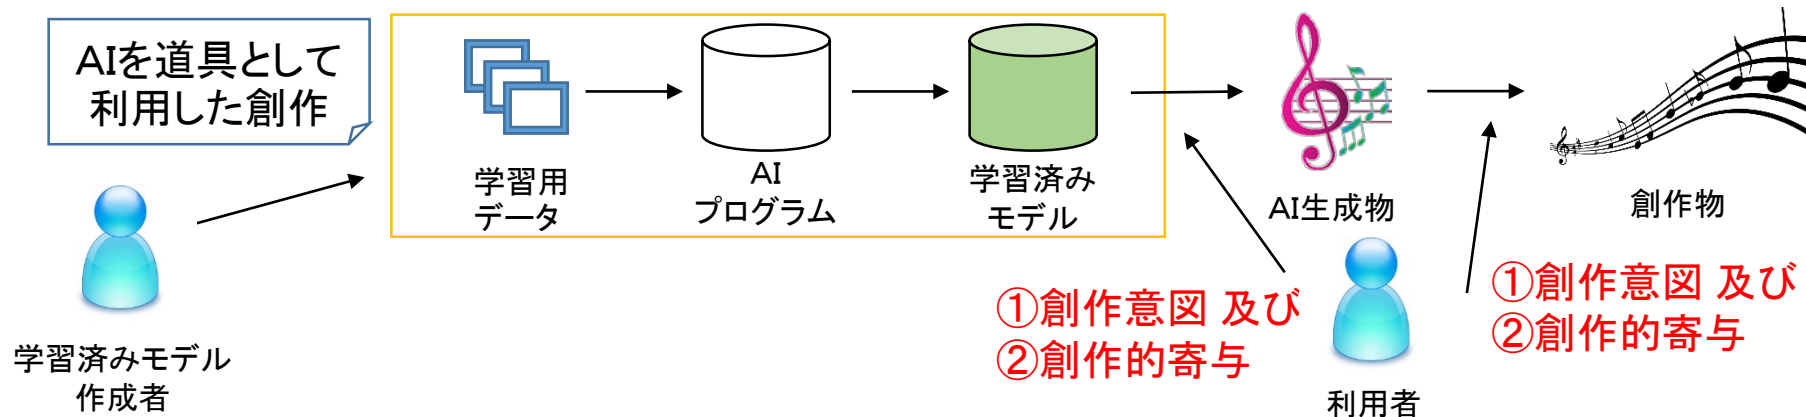 AIを道具として
利用した創作
学習用
データ
AI
プログラム
学習済み
モデル
AI生成物
創作物
学習済みモデル
作成者
①創作意図 及び
②創作的寄与
利用者
①創作意図 及び
②創作的寄与